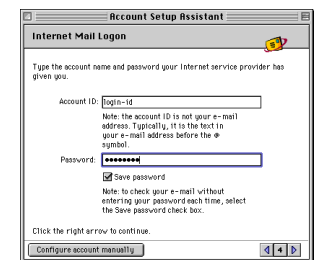 Account Setup Assistant
Internet Mail
Logon
Type the account name and password your Internet service provider has
given you.
Account ID: login-id
Note: the account ID is not your e-mail
address. Typically, it is the text in
your e-mail address before the @
symbol.
Password: ••••••••
Save password
Note: to check your e-mail without
entering your password each time, select
the Save password check box.
Click the right arrow to continue.
Configure account manually
4